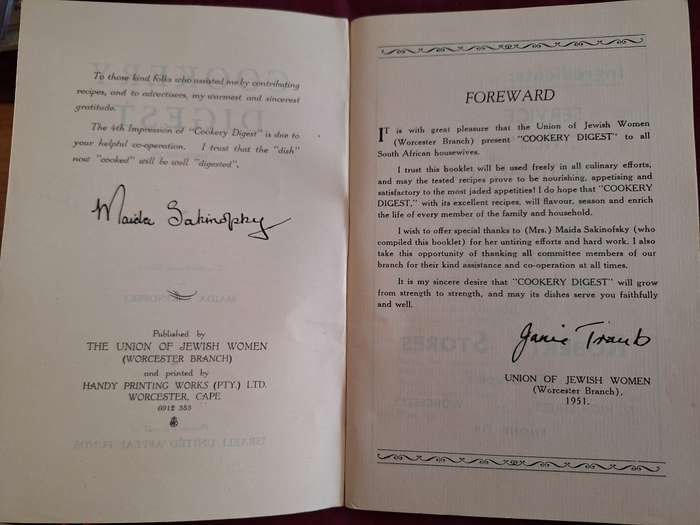 To those kind folks who assisted me by contributing
recipes, and to advertisers, my warmest and sincerest
gratitude.
The 4th Impression of "Cookery Digest" is due to
your helpful co-operation. I trust that the "dish"
now "cooked" will be well "digested".
Maida Sakinofsky
Published by
THE UNION OF JEWISH WOMEN
(WORCESTER BRANCH)
and printed by
HANDY PRINTING WORKS (PTY.) LTD.
WORCESTER, CAPE
FOREWARD
IT is with great pleasure that the Union of Jewish Women
(Worcester Branch) present "COOKERY DIGEST" to all
South African housewives.
I trust this booklet will be used freely in all culinary efforts,
and may the tested recipes prove to be nourishing, appetising and
satisfactory to the most jaded appetities! I do hope that "COOKERY
DIGEST," with its excellent recipes, will flavour, season and enrich
the life of every member of the family and household.
I wish to offer special thanks to (Mrs.) Maida Sakinofsky (who
compiled this booklet) for her untiring efforts and hard work. I also
take this opportunity of thanking all committee members of our
branch for their kind assistance and co-operation at all times.
It is my sincere desire that "COOKERY DIGEST" will grow
from strength to strength, and may its dishes serve you faithfully
and well.
Janie Traub
UNION OF JEWISH WOMEN
(Worcester Branch),
1951.